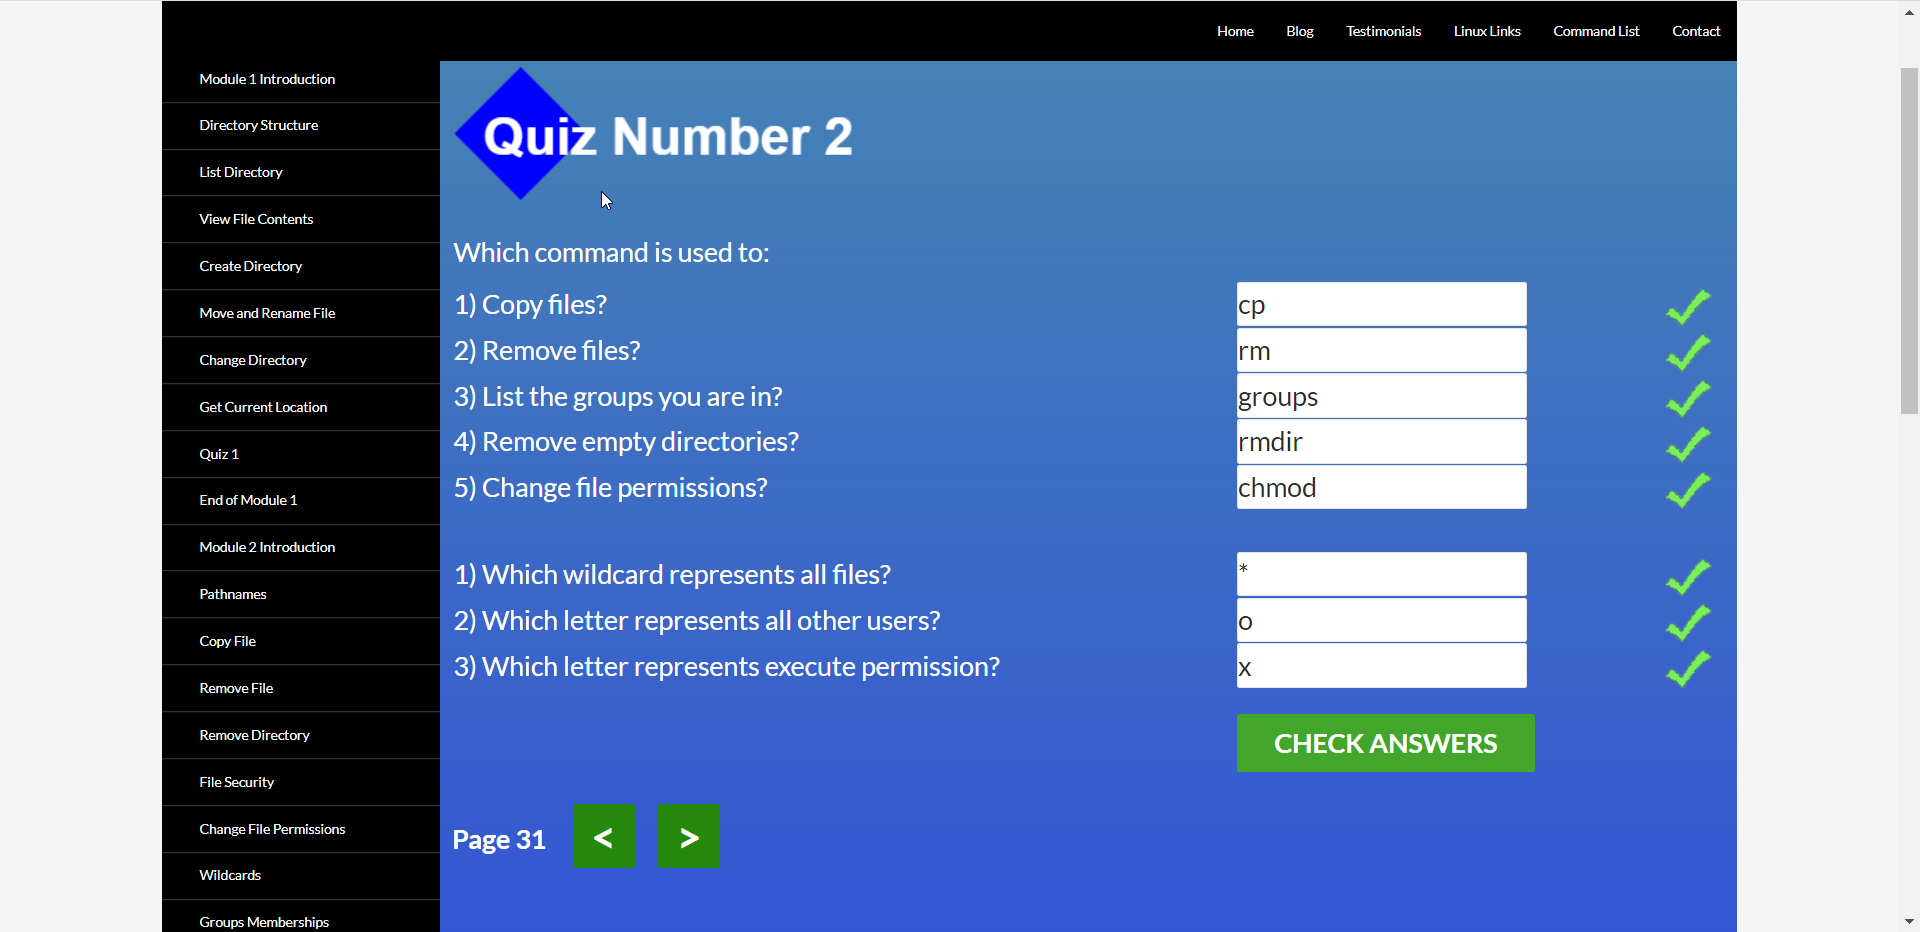 Home Blog Testimonials Linux Links Command List Contact
Module 1 Introduction
Directory Structure
List Directory
View File Contents
Create Directory
Move and Rename File
Change Directory
Get Current Location
Quiz 1
End of Module 1
Module 2 Introduction
Pathnames
Copy File
Remove File
Remove Directory
File Security
Change File Permissions
Wildcards
Groups Memberships
Quiz Number 2
Which command is used to:
1) Copy files? cp
2) Remove files? rm
3) List the groups you are in? groups
4) Remove empty directories? rmdir
5) Change file permissions? chmod
1) Which wildcard represents all files? *
2) Which letter represents all other users? o
3) Which letter represents execute permission? x
CHECK ANSWERS
Page 31 < >